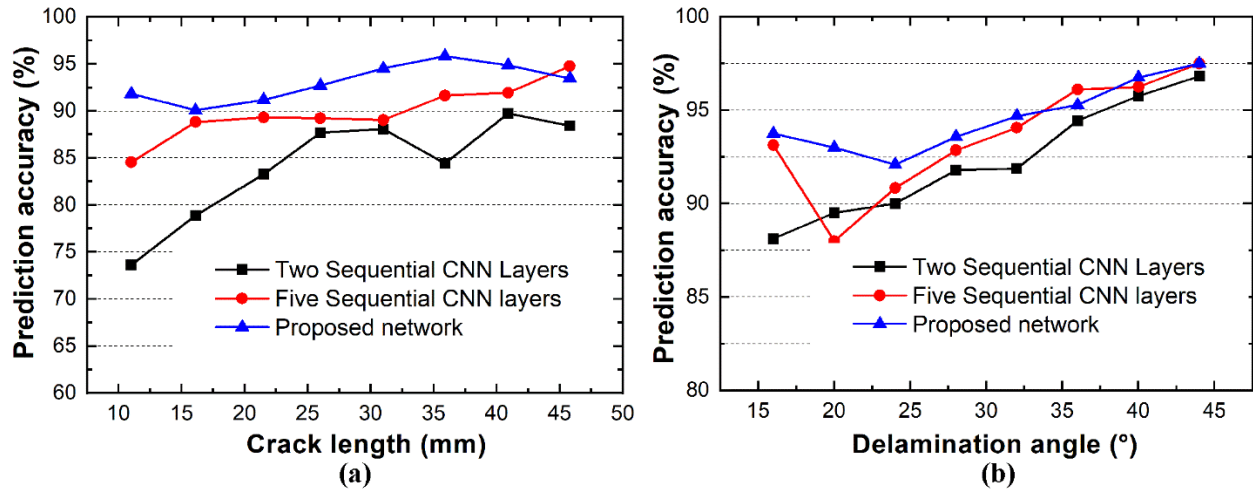 100
95
90
85
80
75
70
65
60
Prediction accuracy (%)
Two Sequential CNN Layers
Five Sequential CNN layers
Proposed network
10 15 20 25 30 35 40 45 50
Crack length (mm)
(a)
100
95
90
85
80
Prediction accuracy (%)
Two Sequential CNN Layers
Five Sequential CNN layers
Proposed network
15 20 25 30 35 40 45
Delamination angle (°)
(b)